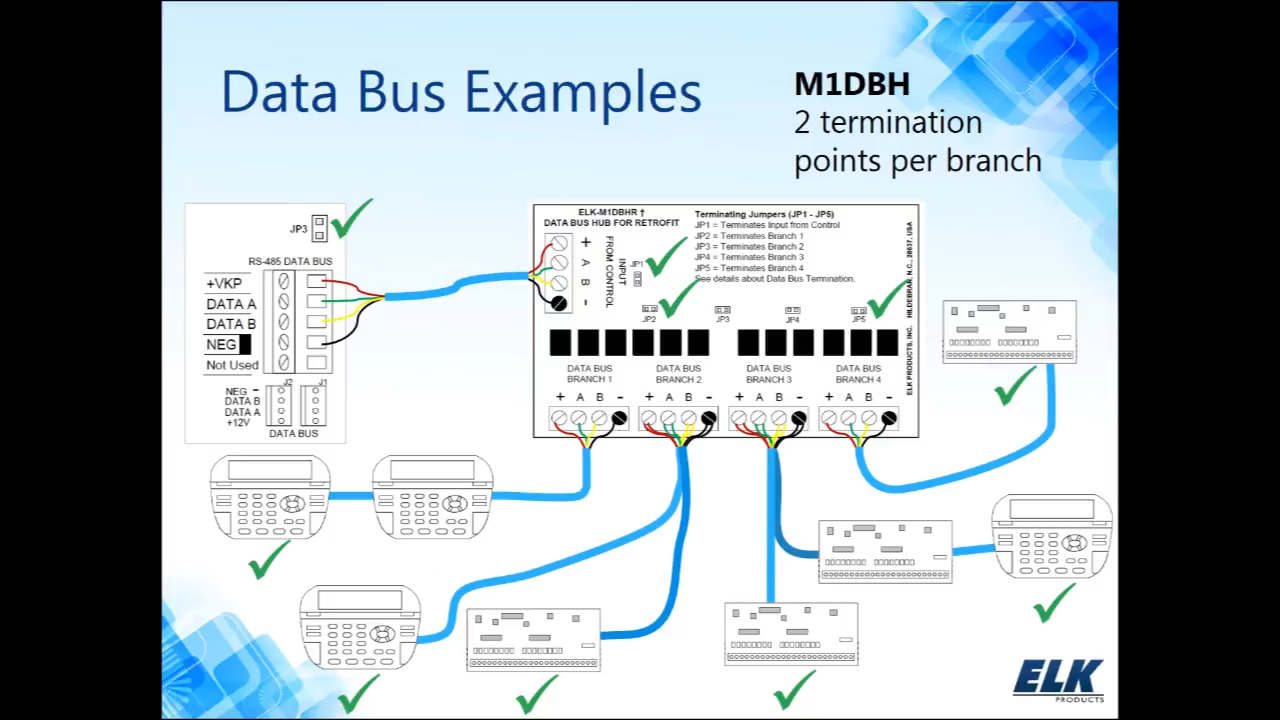 Data Bus Examples
M1DBH
2 termination
points per branch
JP3
RS-485 DATA BUS
+VKP
DATA A
DATA B
NEG
Not Used
J2
J1
NEG -
DATA B
DATA A
+12V
DATA BUS
ELK-M1DBHR †
DATA BUS HUB FOR RETROFIT
+
A
B
-
INPUT
FROM CONTROL
JP1
Terminating Jumpers (JP1 - JP5)
JP1 = Terminates Input from Control
JP2 = Terminates Branch 1
JP3 = Terminates Branch 2
JP4 = Terminates Branch 3
JP5 = Terminates Branch 4
See details about Data Bus Termination.
ELK PRODUCTS, INC. HILDEBRAN, N.C., 28637, USA
JP2
JP3
JP4
JP5
DATA BUS
BRANCH 1
DATA BUS
BRANCH 2
DATA BUS
BRANCH 3
DATA BUS
BRANCH 4
+ A B -
+ A B -
+ A B -
+ A B -
ELK
PRODUCTS